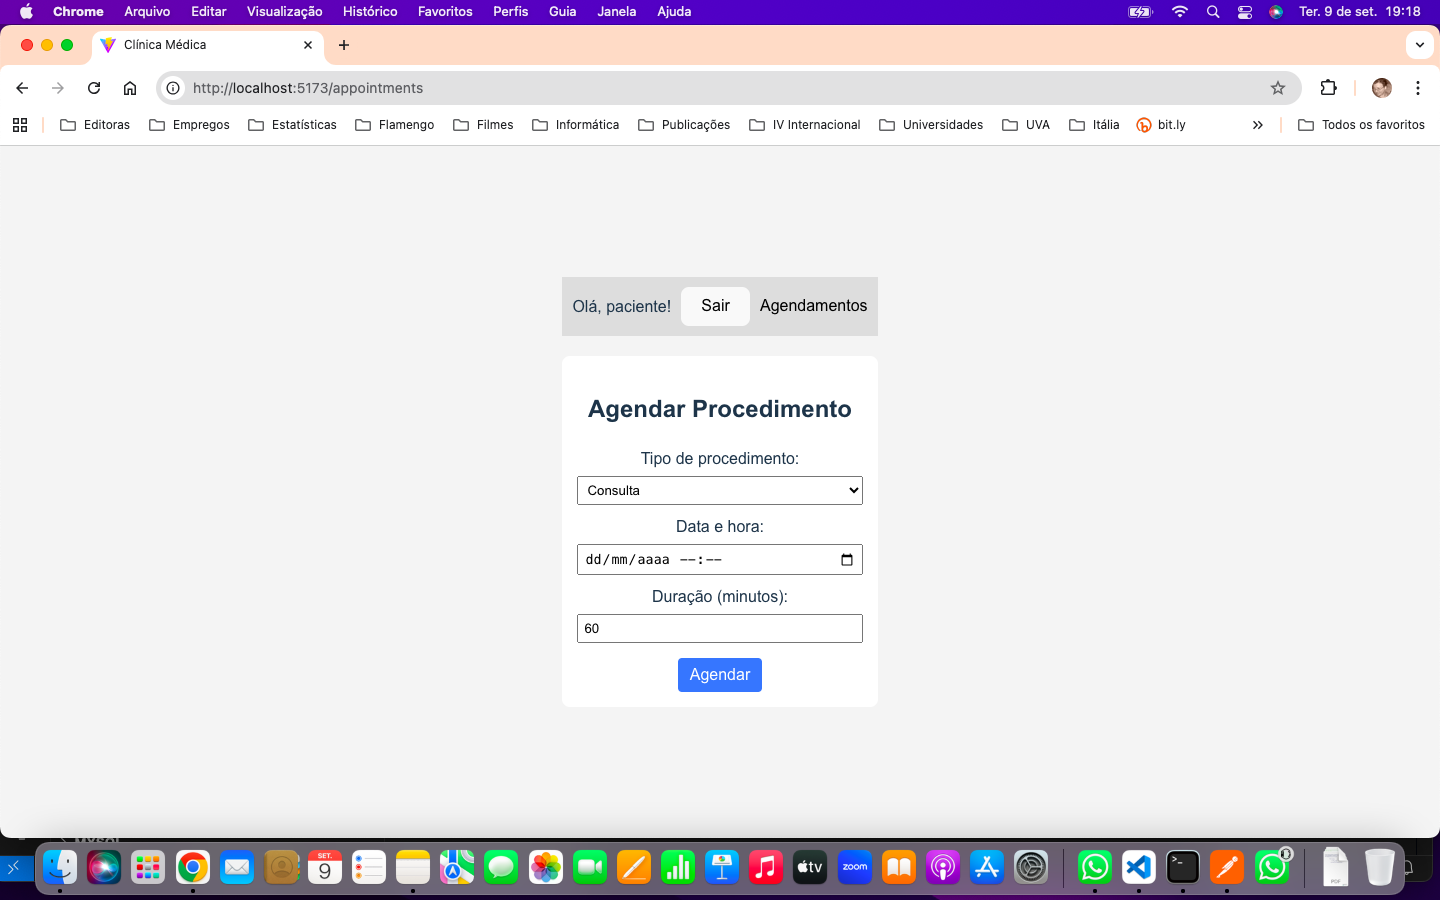 Chrome Arquivo Editar Visualização Histórico Favoritos Perfis Guia Janela Ajuda Ter. 9 de set. 19:18
Clínica Médica
http://localhost:5173/appointments
Editoras Empregos Estatísticas Flamengo Filmes Informática Publicações IV Internacional Universidades UVA Itália bit.ly » Todos os favoritos
Olá, paciente! Sair Agendamentos
Agendar Procedimento
Tipo de procedimento:
Consulta
Data e hora:
dd/mm/aaaa --:--
Duração (minutos):
60
Agendar
SET.
9
tv
zoom
>_
PDF